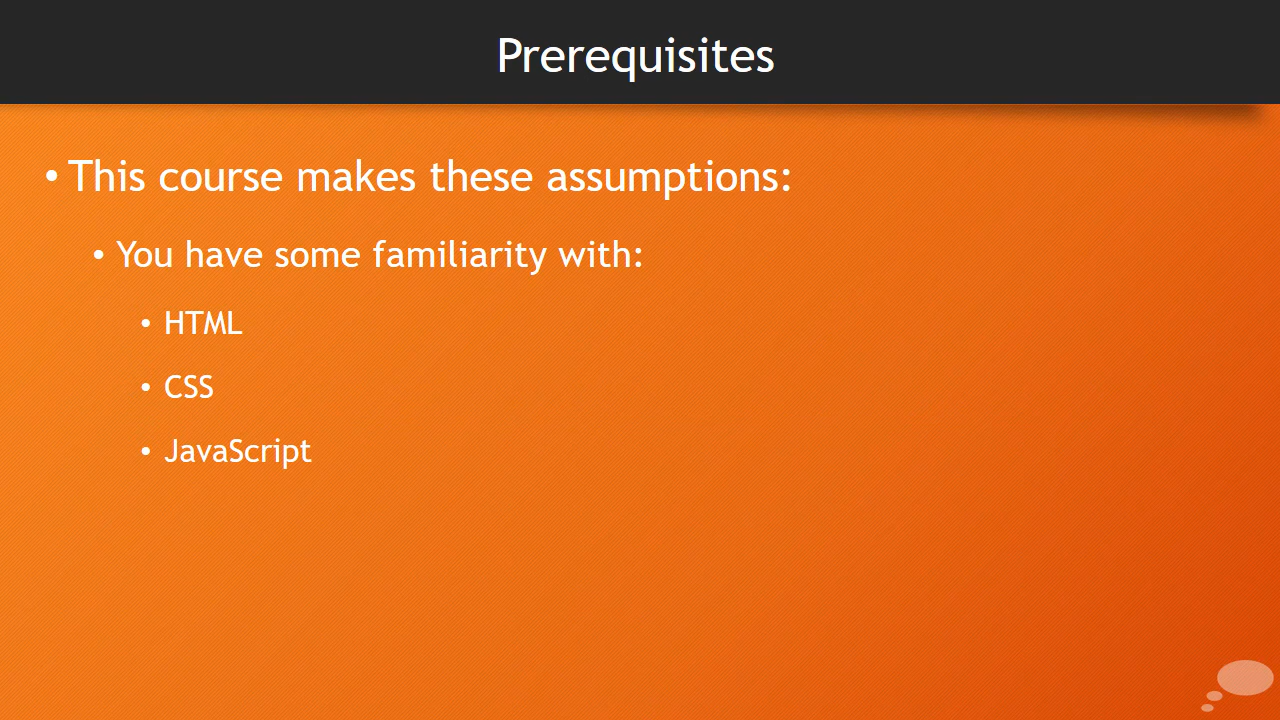 Prerequisites
• This course makes these assumptions:
• You have some familiarity with:
• HTML
• CSS
• JavaScript